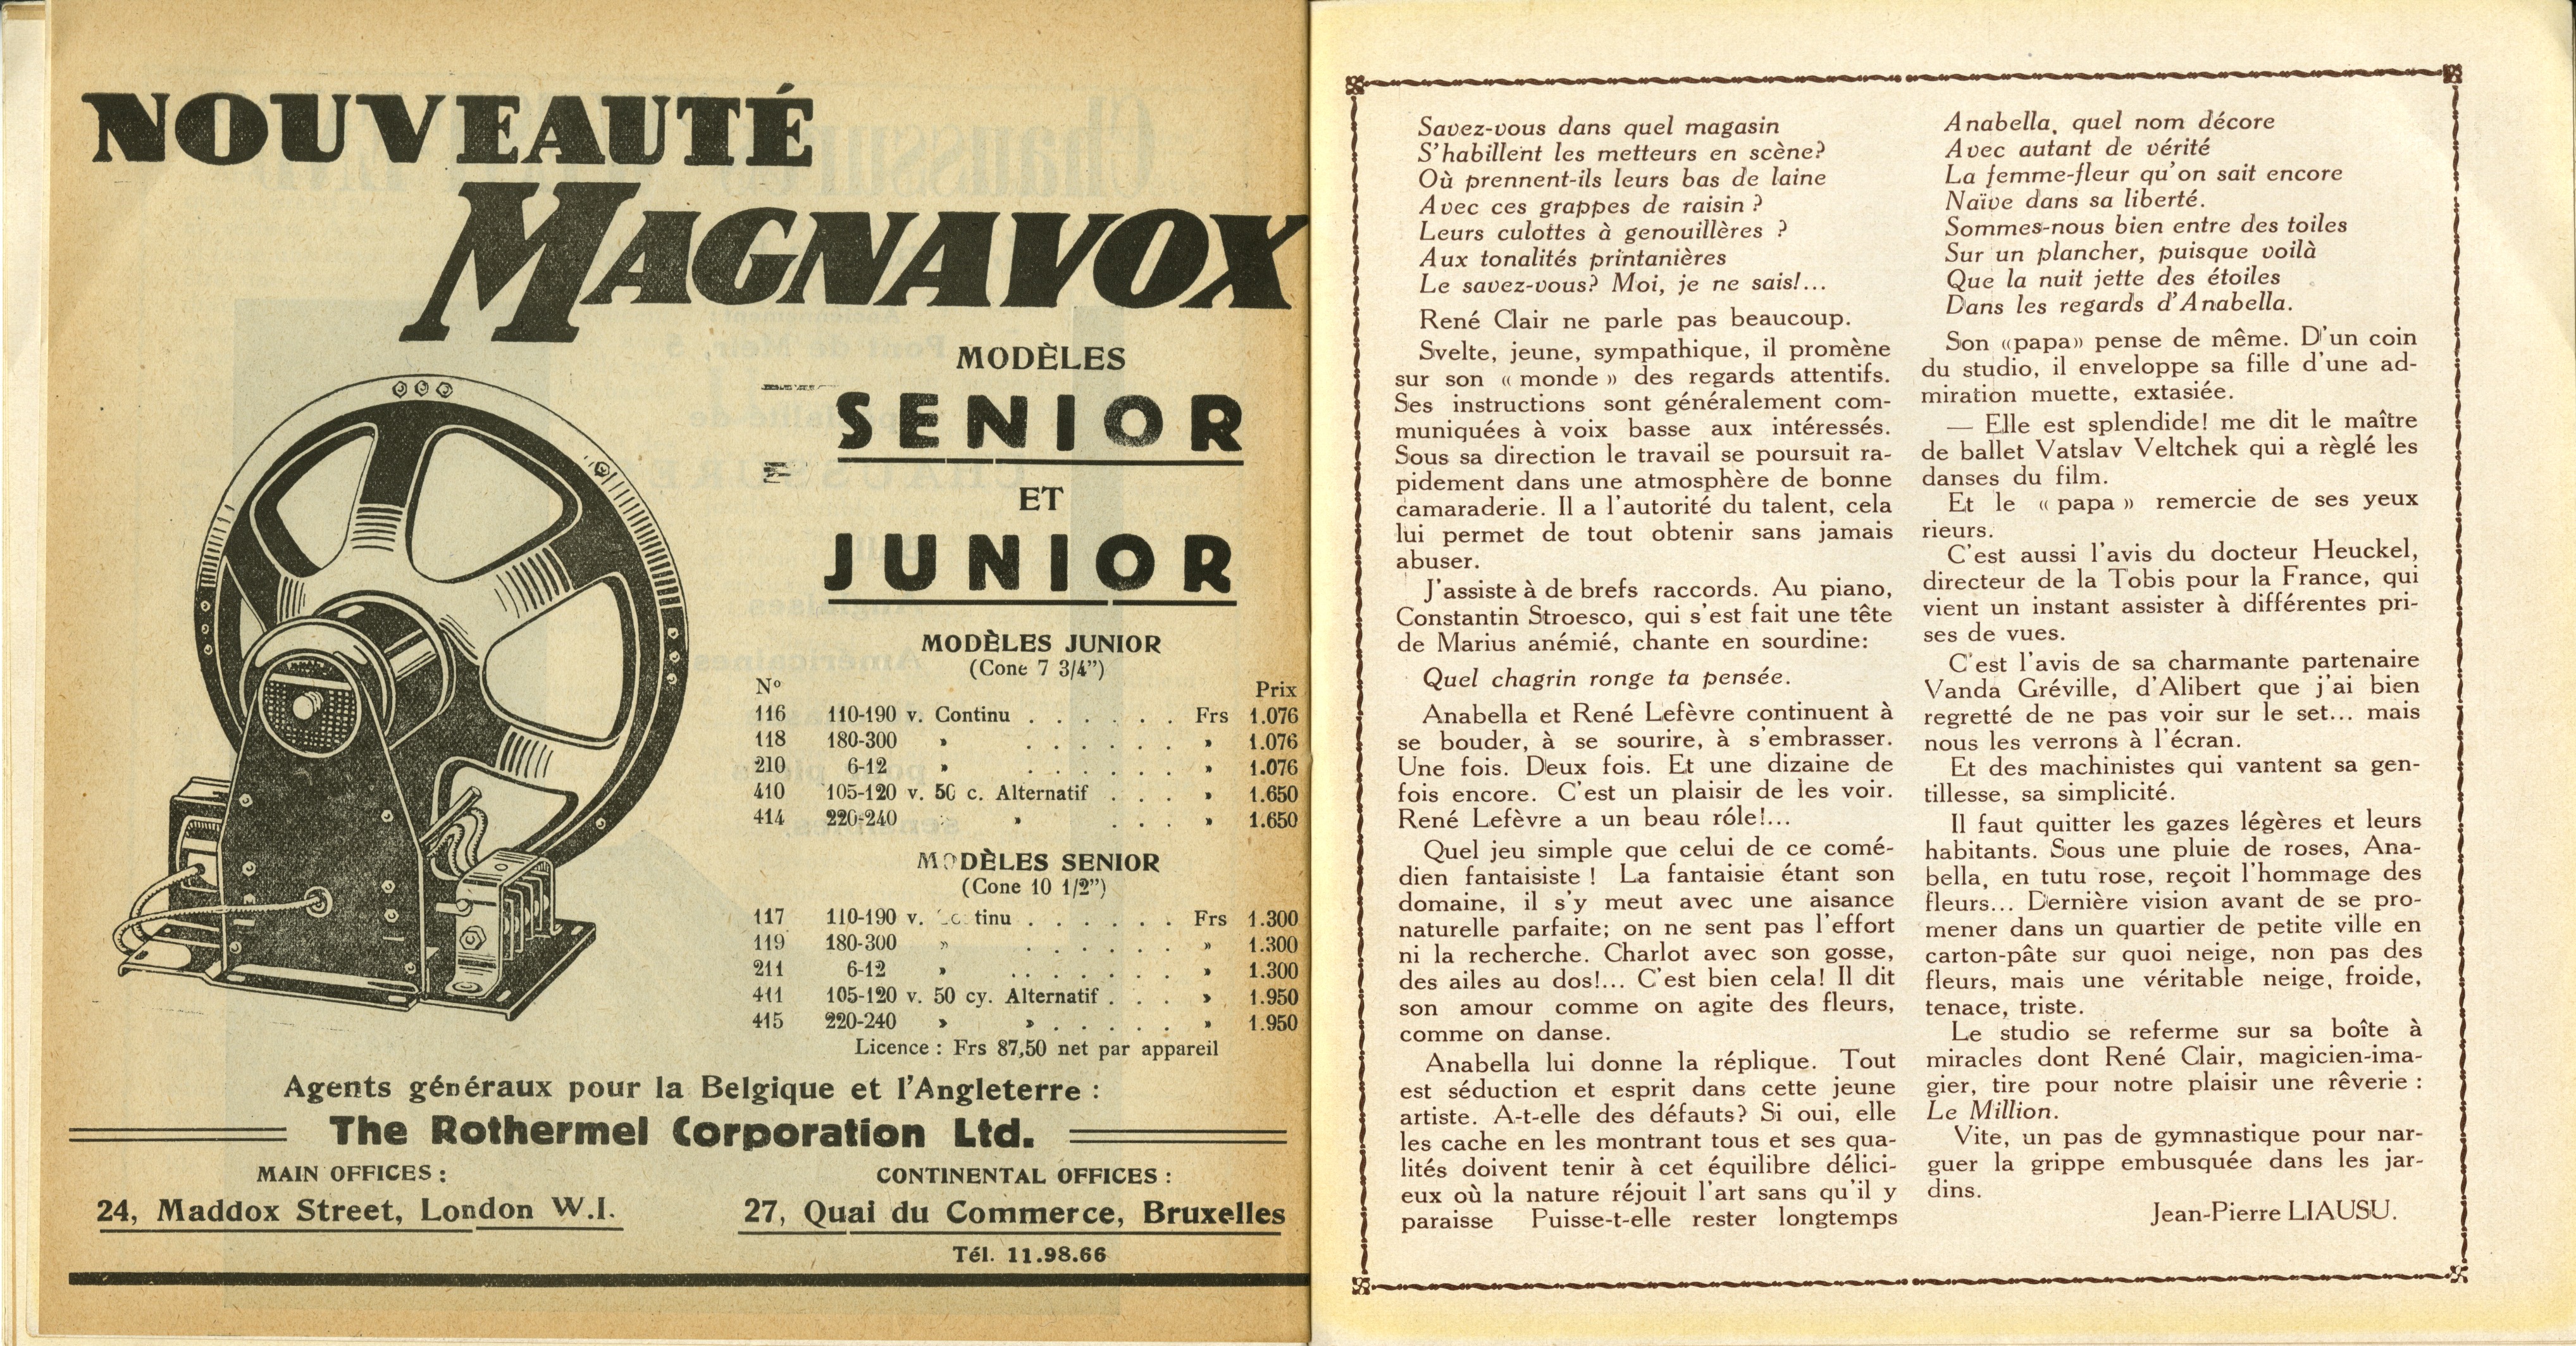 NOUVEAUTÉ
MAGNAVOX
MODÈLES
SENIOR
ET
JUNIOR
MODÈLES JUNIOR
(Cone 7 3/4”)
Nº Prix
116 110-190 v. Continu . . . . . . Frs 1.076
118 180-300 » . . . . . . » 1.076
210 6-12 » . . . . . . » 1.076
410 105-120 v. 50 c. Alternatif . . . » 1.650
414 220-240 » . . . » 1.650
MODÈLES SENIOR
(Cone 10 1/2”)
117 110-190 v. Continu . . . . . . Frs 1.300
119 180-300 » . . . . . . » 1.300
211 6-12 » . . . . . . . » 1.300
411 105-120 v. 50 cy. Alternatif . . . » 1.950
415 220-240 » » . . . . . » 1.950
Licence : Frs 87,50 net par appareil
Agents généraux pour la Belgique et l'Angleterre :
The Rothermel Corporation Ltd.
MAIN OFFICES :
24, Maddox Street, London W.I.
CONTINENTAL OFFICES :
27, Quai du Commerce, Bruxelles
Tél. 11.98.66
Savez-vous dans quel magasin
S'habillent les metteurs en scène?
Où prennent-ils leurs bas de laine
Avec ces grappes de raisin ?
Leurs culottes à genouillères ?
Aux tonalités printanières
Le savez-vous? Moi, je ne sais!...
René Clair ne parle pas beaucoup.
Svelte, jeune, sympathique, il promène
sur son « monde » des regards attentifs.
Ses instructions sont généralement com-
muniquées à voix basse aux intéressés.
Sous sa direction le travail se poursuit ra-
pidement dans une atmosphère de bonne
camaraderie. Il a l'autorité du talent, cela
lui permet de tout obtenir sans jamais
abuser.
J'assiste à de brefs raccords. Au piano,
Constantin Stroesco, qui s'est fait une tête
de Marius anémié, chante en sourdine:
Quel chagrin ronge ta pensée.
Anabella et René Lefèvre continuent à
se bouder, à se sourire, à s'embrasser.
Une fois. Deux fois. Et une dizaine de
fois encore. C'est un plaisir de les voir.
René Lefèvre a un beau róle!...
Quel jeu simple que celui de ce comé-
dien fantaisiste ! La fantaisie étant son
domaine, il s'y meut avec une aisance
naturelle parfaite; on ne sent pas l'effort
ni la recherche. Charlot avec son gosse,
des ailes au dos!... C'est bien cela! Il dit
son amour comme on agite des fleurs,
comme on danse.
Anabella lui donne la réplique. Tout
est séduction et esprit dans cette jeune
artiste. A-t-elle des défauts? Si oui, elle
les cache en les montrant tous et ses qua-
lités doivent tenir à cet équilibre délici-
eux où la nature réjouit l'art sans qu'il y
paraisse Puisse-t-elle rester longtemps
Anabella, quel nom décore
Avec autant de vérité
La femme-fleur qu'on sait encore
Naïve dans sa liberté.
Sommes-nous bien entre des toiles
Sur un plancher, puisque voilà
Que la nuit jette des étoiles
Dans les regards d'Anabella.
Son «papa» pense de même. D'un coin
du studio, il enveloppe sa fille d'une ad-
miration muette, extasiée.
— Elle est splendide! me dit le maître
de ballet Vatslav Veltchek qui a règlé les
danses du film.
Et le « papa » remercie de ses yeux
rieurs.
C'est aussi l'avis du docteur Heuckel,
directeur de la Tobis pour la France, qui
vient un instant assister à différentes pri-
ses de vues.
C'est l'avis de sa charmante partenaire
Vanda Gréville, d'Alibert que j'ai bien
regretté de ne pas voir sur le set... mais
nous les verrons à l'écran.
Et des machinistes qui vantent sa gen-
tillesse, sa simplicité.
Il faut quitter les gazes légères et leurs
habitants. Sous une pluie de roses, Ana-
bella, en tutu rose, reçoit l'hommage des
fleurs... Dernière vision avant de se pro-
mener dans un quartier de petite ville en
carton-pâte sur quoi neige, non pas des
fleurs, mais une véritable neige, froide,
tenace, triste.
Le studio se referme sur sa boîte à
miracles dont René Clair, magicien-ima-
gier, tire pour notre plaisir une rêverie :
Le Million.
Vite, un pas de gymnastique pour nar-
guer la grippe embusquée dans les jar-
dins.
Jean-Pierre LIAUSU.